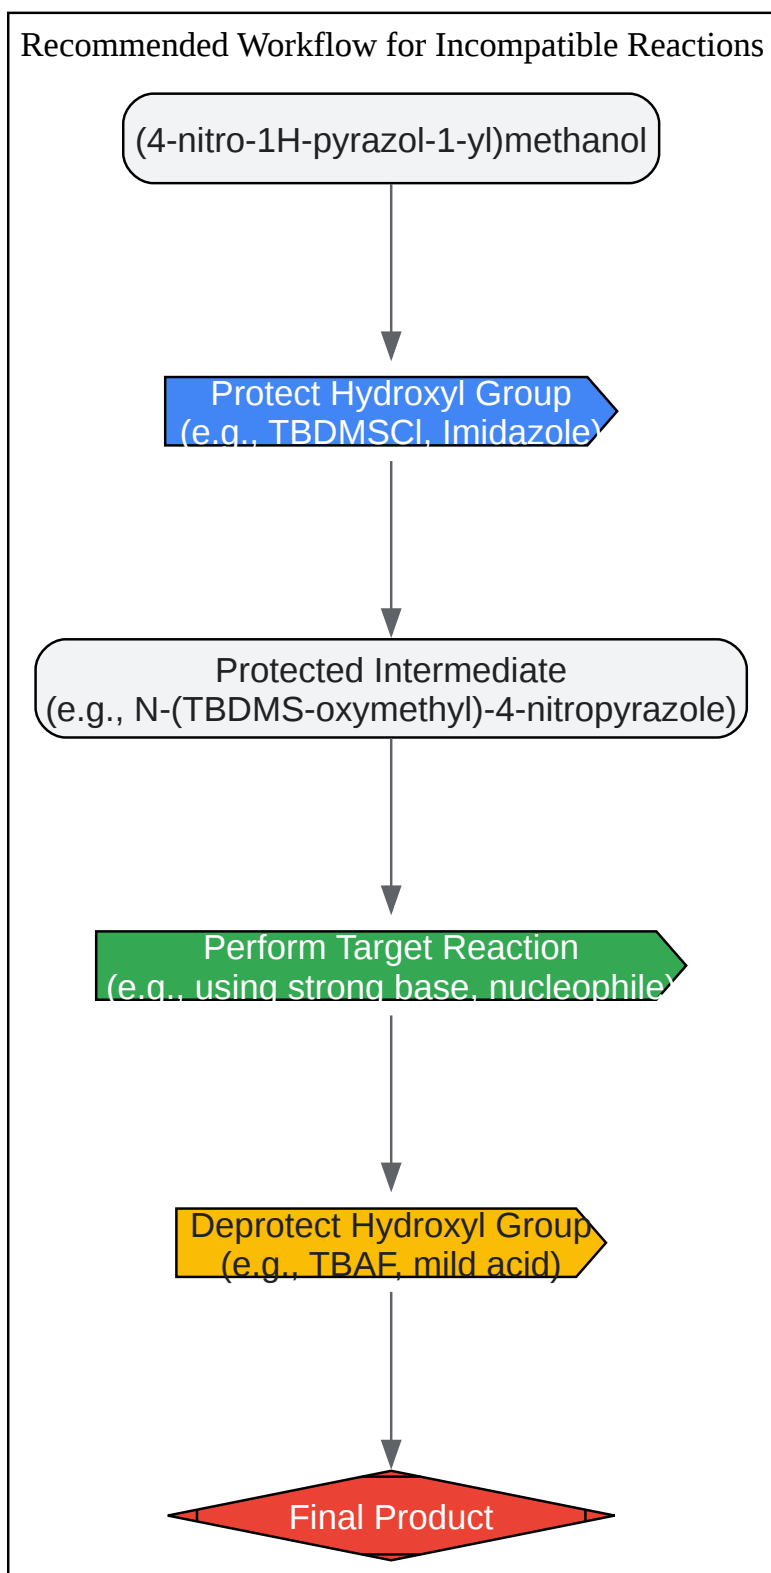 Recommended Workflow for Incompatible Reactions
(4-nitro-1H-pyrazol-1-yl)methanol
Protect Hydroxyl Group
(e.g., TBDMSCl, Imidazole)
Protected Intermediate
(e.g., N-(TBDMS-oxymethyl)-4-nitropyrazole)
Perform Target Reaction
(e.g., using strong base, nucleophile)
Deprotect Hydroxyl Group
(e.g., TBAF, mild acid)
Final Product